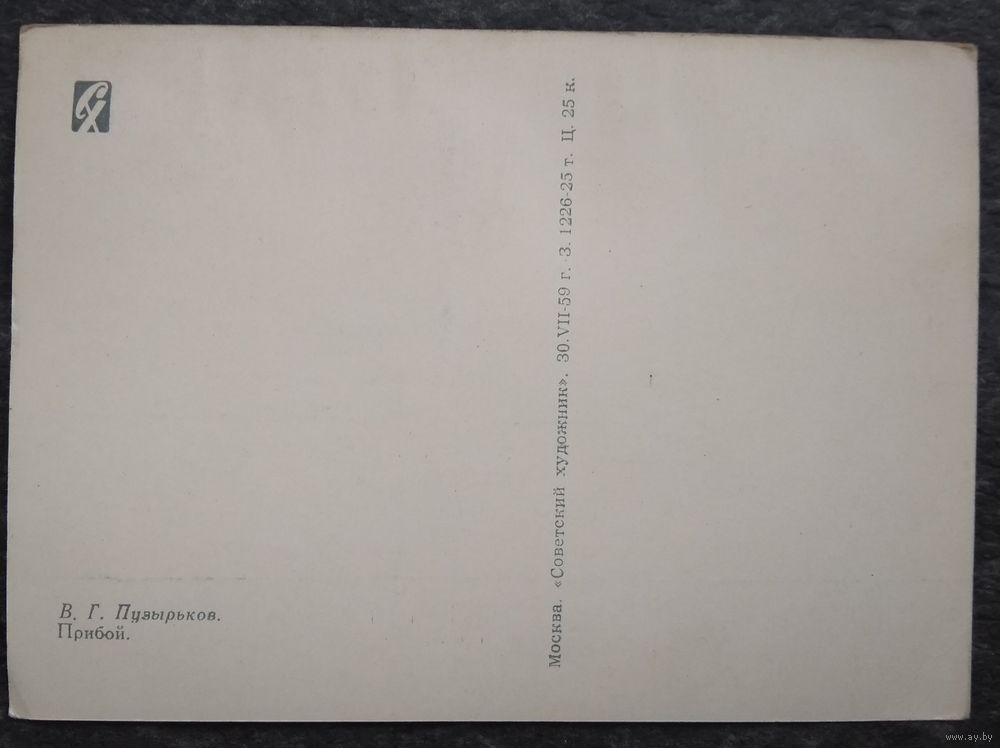 СХ
В. Г. Пузырьков.
Прибой.
Москва. «Советский художник». 30.VII-59 г. З. 1226-25 т. Ц. 25 к.
www.ay.by